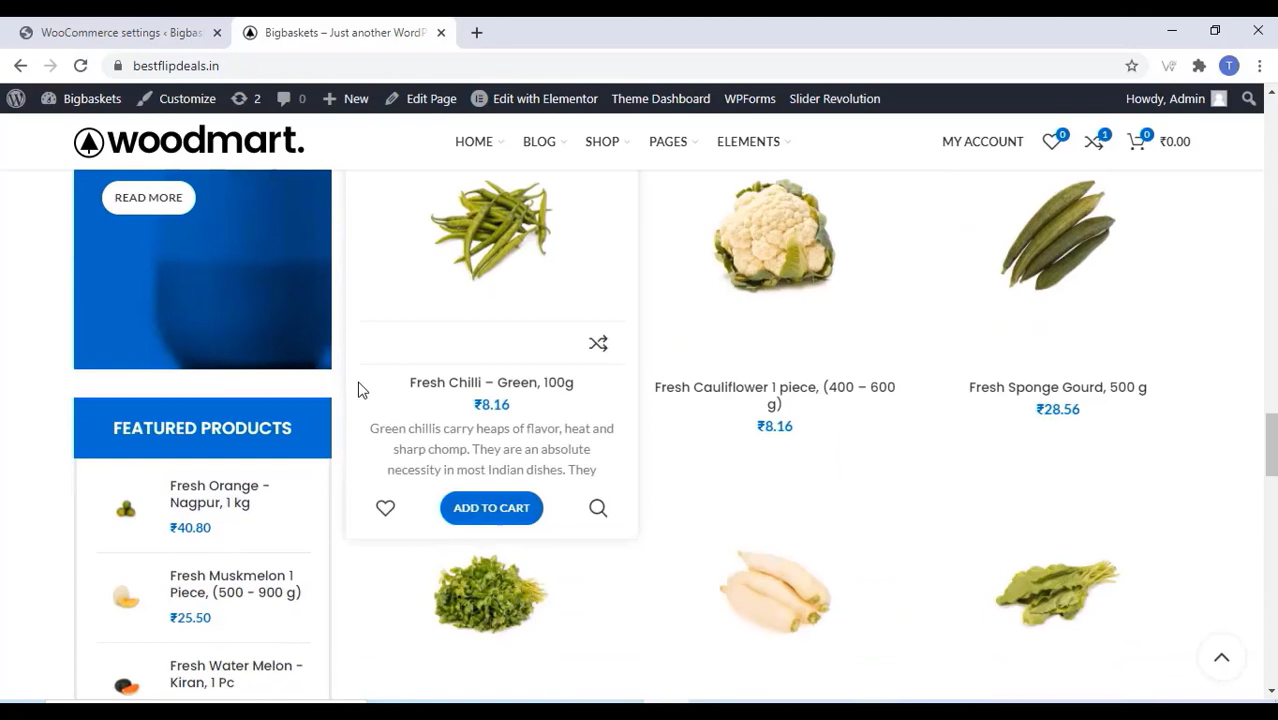 WooCommerce settings ‹ Bigbas
Bigbaskets – Just another WordP
bestflipdeals.in
T
Bigbaskets
Customize
2
0
New
Edit Page
Edit with Elementor
Theme Dashboard
WPForms
Slider Revolution
Howdy, Admin
woodmart.
HOME
BLOG
SHOP
PAGES
ELEMENTS
MY ACCOUNT
0
1
0
₹0.00
READ MORE
Fresh Chilli – Green, 100g
₹8.16
Green chillis carry heaps of flavor, heat and
sharp chomp. They are an absolute
necessity in most Indian dishes. They
ADD TO CART
Fresh Cauliflower 1 piece, (400 – 600
g)
₹8.16
Fresh Sponge Gourd, 500 g
₹28.56
FEATURED PRODUCTS
Fresh Orange -
Nagpur, 1 kg
₹40.80
Fresh Muskmelon 1
Piece, (500 - 900 g)
₹25.50
Fresh Water Melon -
Kiran, 1 Pc